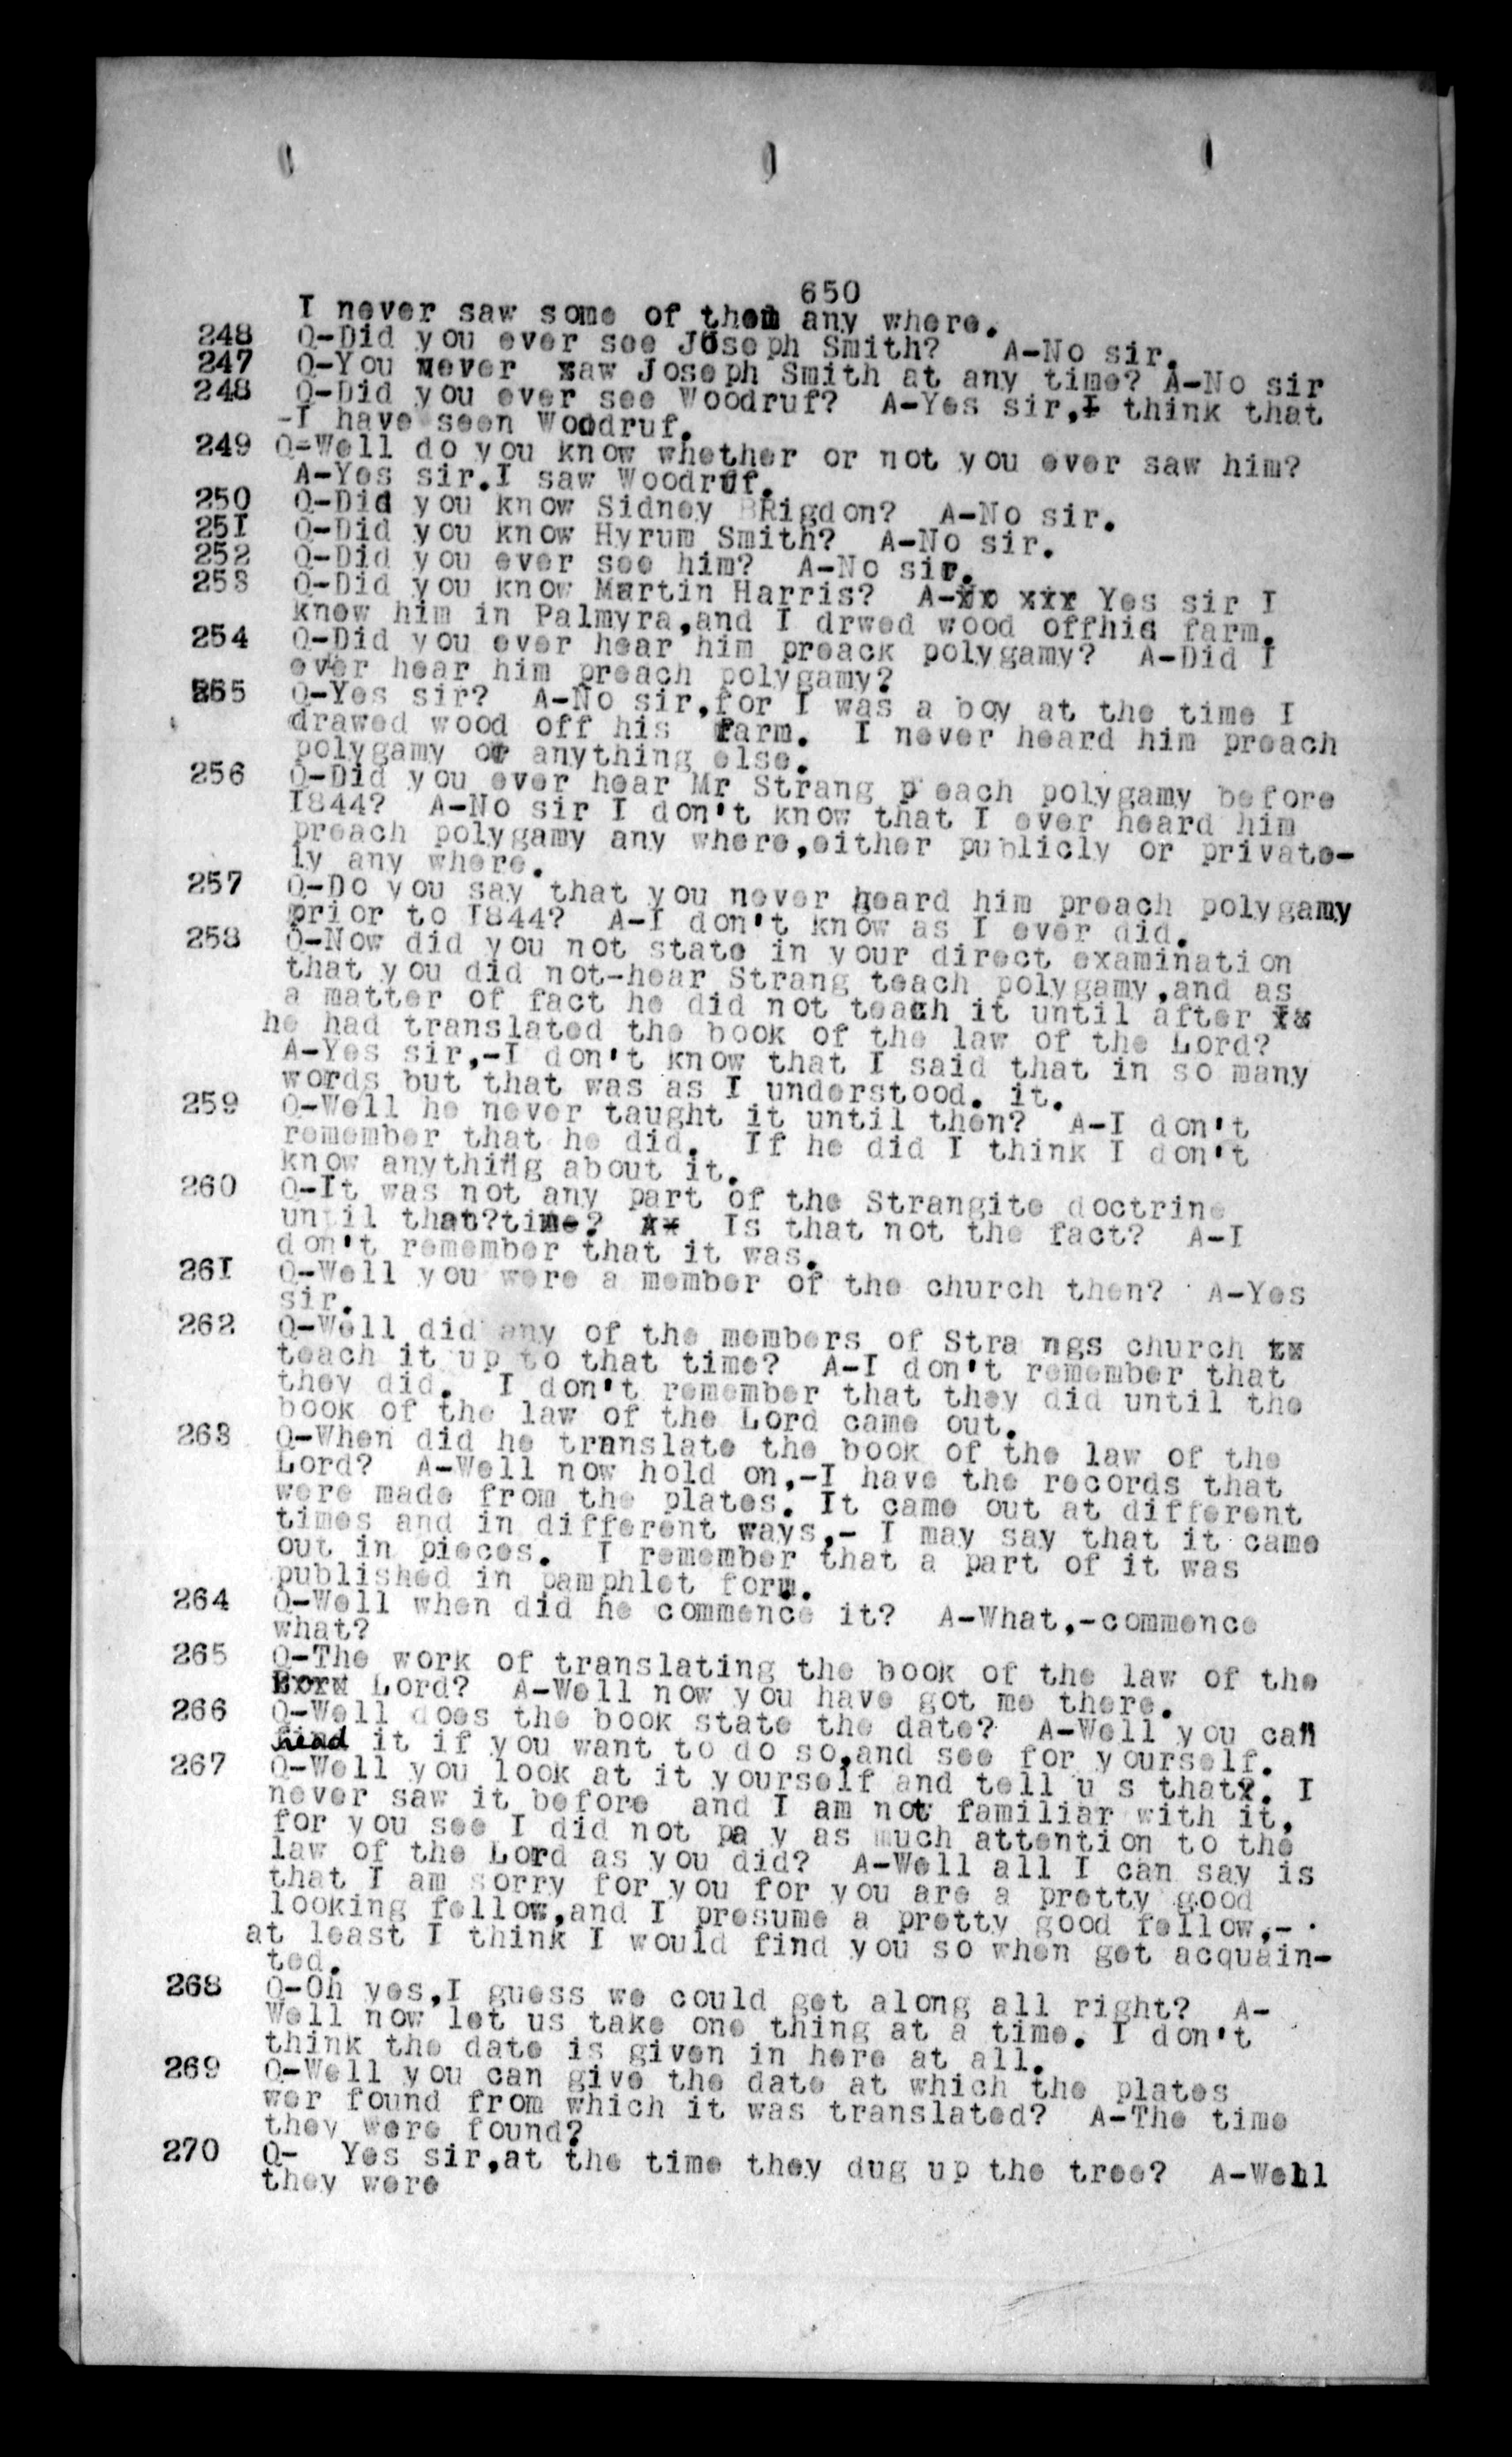 650
I never saw some of them any where.
248 Q-Did you ever see Joseph Smith? A-No sir.
247 Q-You never saw Joseph Smith at any time? A-No sir
248 Q-Did you ever see Woodruf? A-Yes sir,I think that
-I have seen Woodruf.
249 Q-Well do you know whether or not you ever saw him?
A-Yes sir.I saw Woodruf.
250 Q-Did you know Sidney Rigdon? A-No sir.
251 Q-Did you know Hyrum Smith? A-No sir.
252 Q-Did you ever see him? A-No sir.
253 Q-Did you know Martin Harris? A-xx xxx Yes sir I
knew him in Palmyra,and I drwed wood offhis farm.
254 Q-Did you ever hear him preack polygamy? A-Did I
ever hear him preach polygamy?
255 Q-Yes sir? A-No sir,for I was a boy at the time I
drawed wood off his farm. I never heard him preach
polygamy or anything else.
256 Q-Did you ever hear Mr Strang p each polygamy before
1844? A-No sir I don't know that I ever heard him
preach polygamy any where,either publicly or private-
ly any where.
257 Q-Do you say that you never heard him preach polygamy
prior to 1844? A-I don't know as I ever did.
258 Q-Now did you not state in your direct examination
that you did not-hear Strang teach polygamy,and as
a matter of fact he did not teach it until after
he had translated the book of the law of the Lord?
A-Yes sir,-I don't know that I said that in so many
words but that was as I understood. it.
259 Q-Well he never taught it until then? A-I don't
remember that he did. If he did I think I don't
know anything about it.
260 Q-It was not any part of the Strangite doctrine
until that?time? Is that not the fact? A-I
don't remember that it was.
261 Q-Well you were a member of the church then? A-Yes
sir.
262 Q-Well did any of the members of Stra ngs church
teach it up to that time? A-I don't remember that
they did. I don't remember that they did until the
book of the law of the Lord came out.
263 Q-When did he translate the book of the law of the
Lord? A-Well now hold on,-I have the records that
were made from the plates. It came out at different
times and in different ways,- I may say that it came
out in pieces. I remember that a part of it was
published in pamphlet form.
264 Q-Well when did he commence it? A-What,-commence
what?
265 Q-The work of translating the book of the law of the
Lord? A-Well now you have got me there.
266 Q-Well does the book state the date? A-Well you can
it if you want to do so,and see for yourself.
267 Q-Well you look at it yourself and tell u s that?. I
never saw it before and I am not familiar with it,
for you see I did not pa y as much attention to the
law of the Lord as you did? A-Well all I can say is
that I am sorry for you for you are a pretty good
looking fellow,and I presume a pretty good fellow,-
at least I think I would find you so when get acquain-
ted.
268 Q-Oh yes,I guess we could get along all right? A-
Well now let us take one thing at a time. I don't
think the date is given in here at all.
269 Q-Well you can give the date at which the plates
wer found from which it was translated? A-The time
they were found?
270 Q- Yes sir,at the time they dug up the tree? A-Well
they were